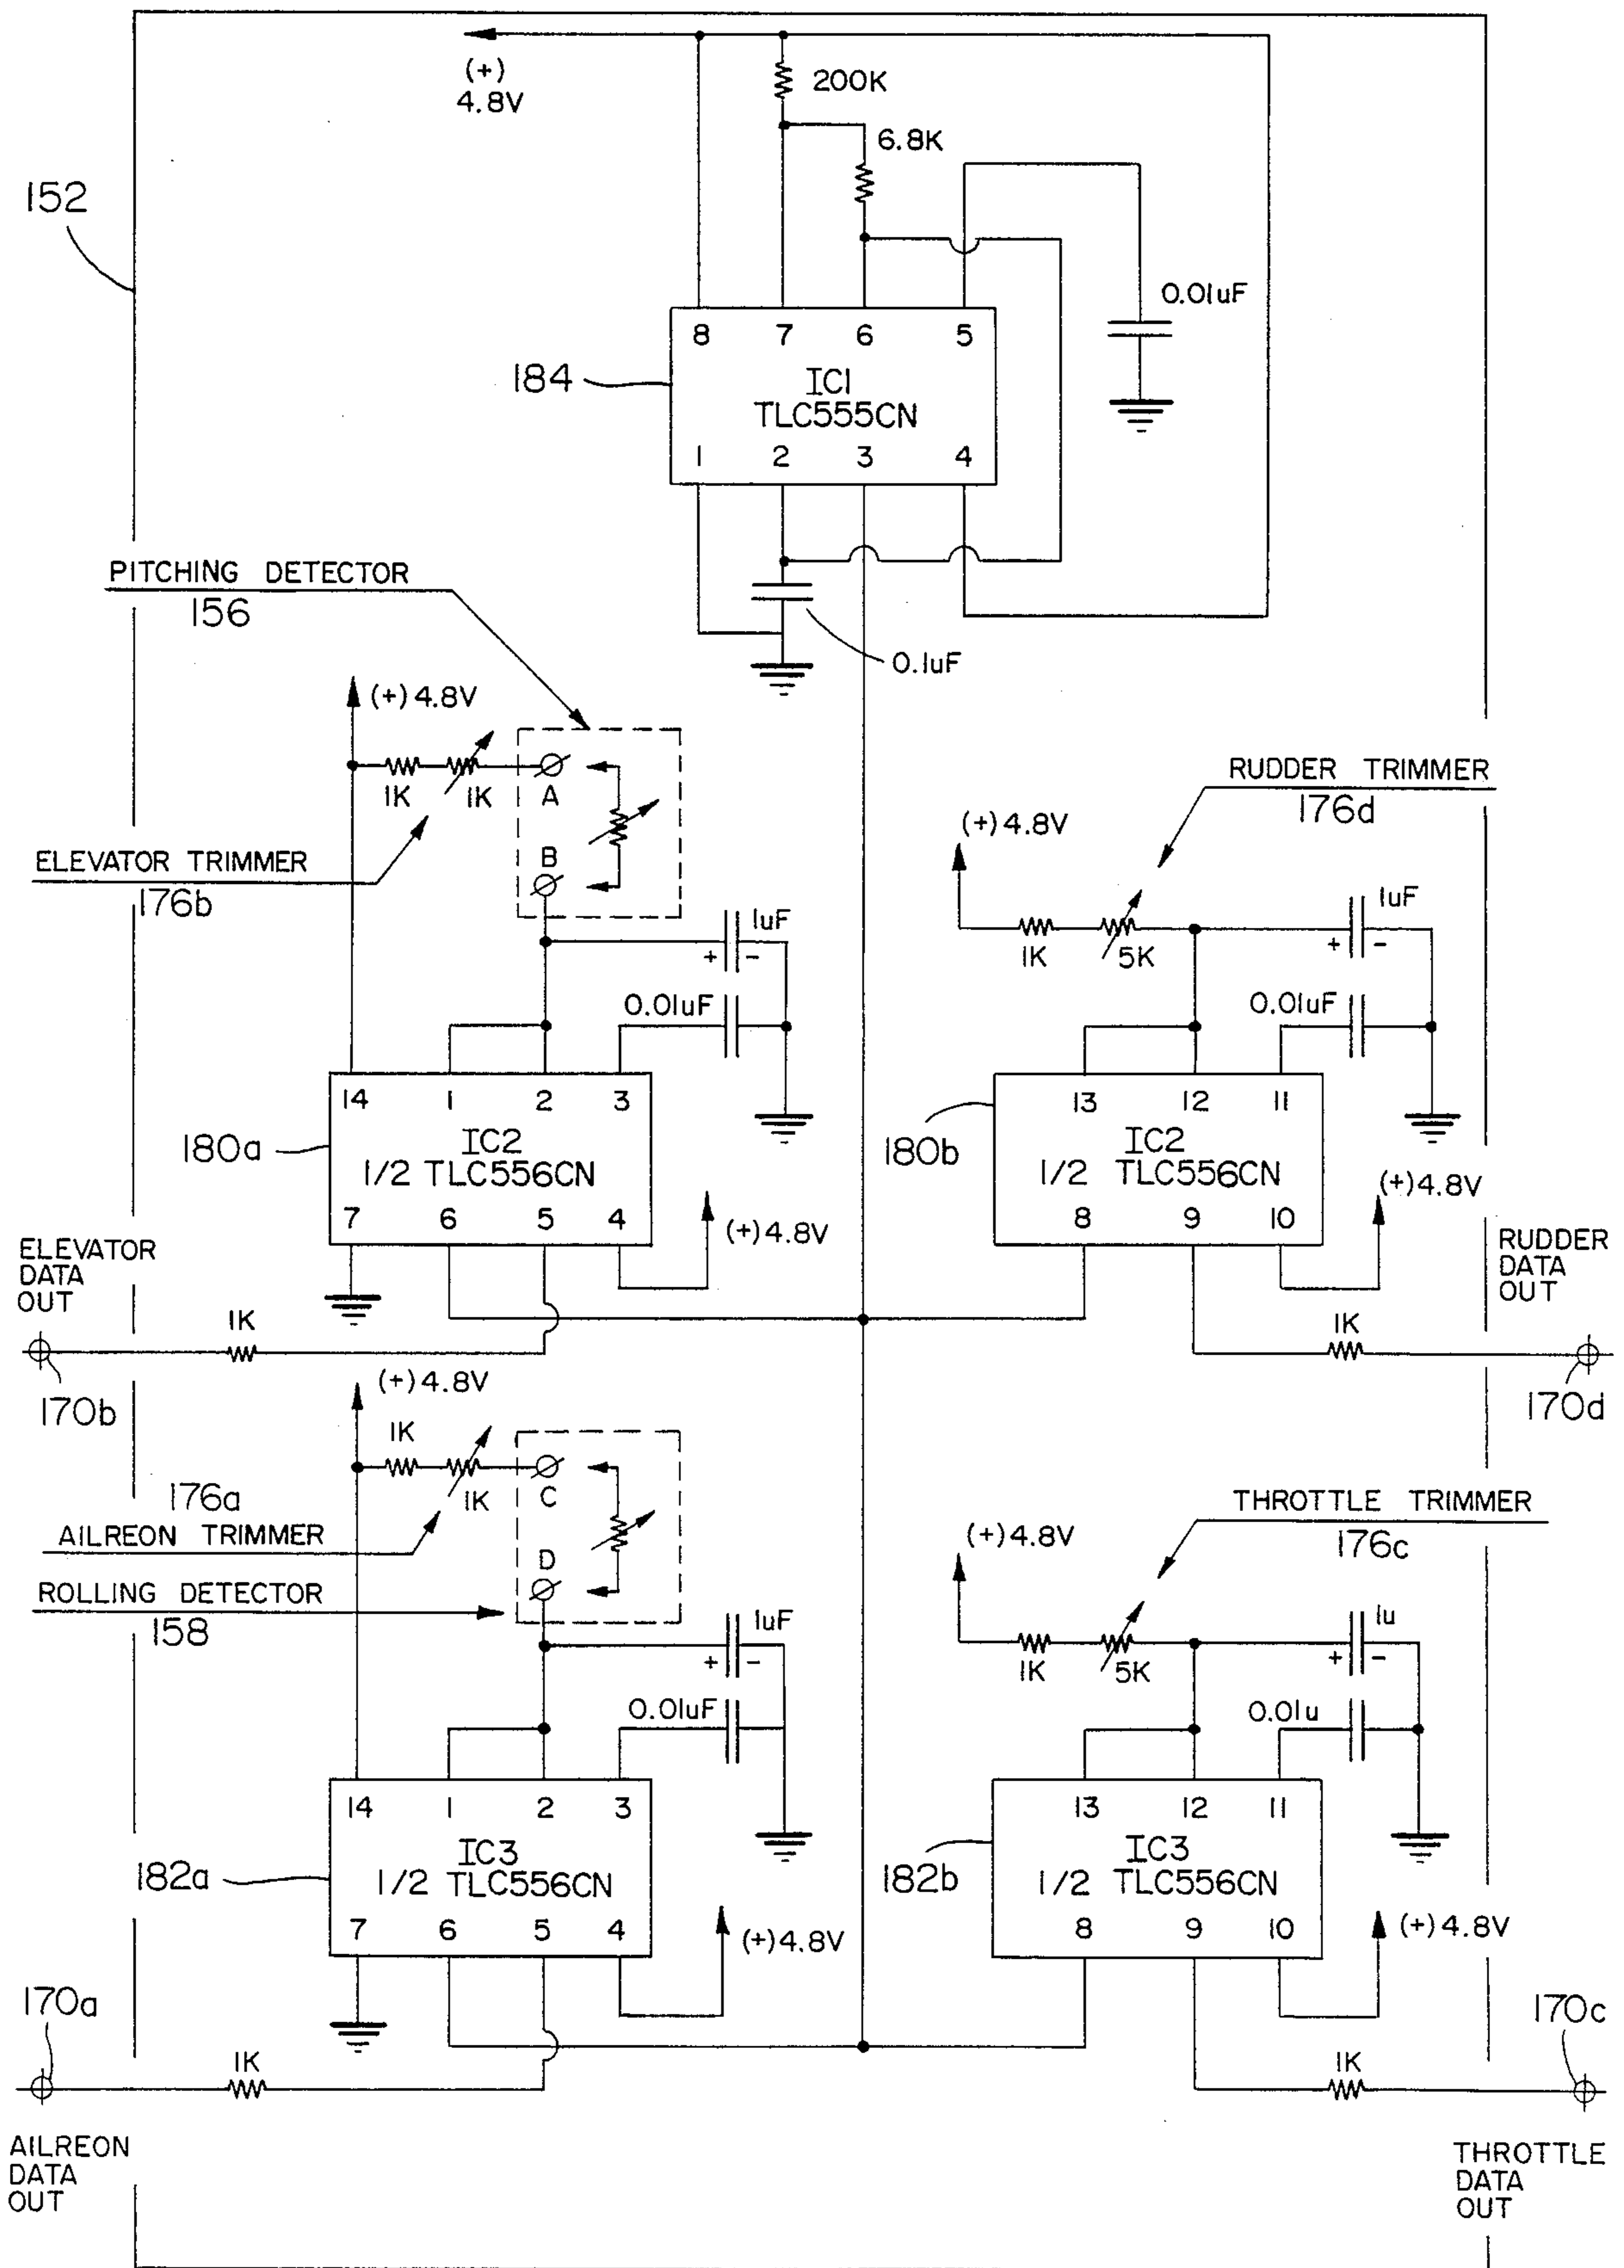 (+)
4.8V
200K
6.8K
152
0.01uF
8 7 6 5
184
IC1
TLC555CN
1 2 3 4
PITCHING DETECTOR
156
0.1uF
(+)4.8V
1K
1K
A
B
ELEVATOR TRIMMER
176b
RUDDER TRIMMER
176d
(+)4.8V
1K
5K
1uF
+ -
0.01uF
1uF
+ -
0.01uF
14 1 2 3
180a
IC2
1/2 TLC556CN
7 6 5 4
(+)4.8V
13 12 11
180b
IC2
1/2 TLC556CN
8 9 10
(+)4.8V
ELEVATOR
DATA
OUT
1K
170b
RUDDER
DATA
OUT
1K
170d
(+)4.8V
1K
1K
C
D
176a
AILREON TRIMMER
ROLLING DETECTOR
158
THROTTLE TRIMMER
176c
(+)4.8V
1K
5K
1uF
+ -
0.01uF
1u
+ -
0.01u
14 1 2 3
182a
IC3
1/2 TLC556CN
7 6 5 4
(+)4.8V
13 12 11
182b
IC3
1/2 TLC556CN
8 9 10
(+)4.8V
170a
1K
AILREON
DATA
OUT
170c
1K
THROTTLE
DATA
OUT